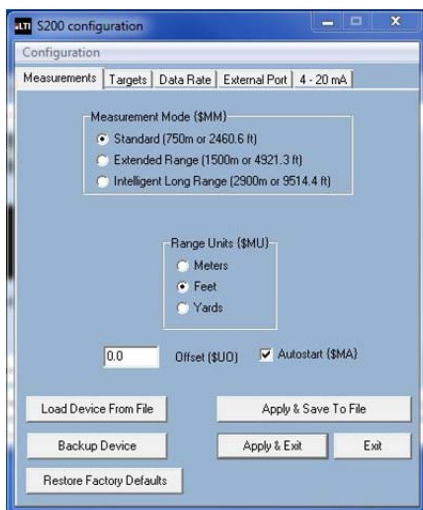 LTI S200 configuration
Configuration
Measurements Targets Data Rate External Port 4 - 20 mA
Measurement Mode ($MM)
Standard (750m or 2460.6 ft)
Extended Range (1500m or 4921.3 ft)
Intelligent Long Range (2900m or 9514.4 ft)
Range Units ($MU)
Meters
Feet
Yards
0.0 Offset ($UO) Autostart ($MA)
Load Device From File Apply & Save To File
Backup Device Apply & Exit Exit
Restore Factory Defaults